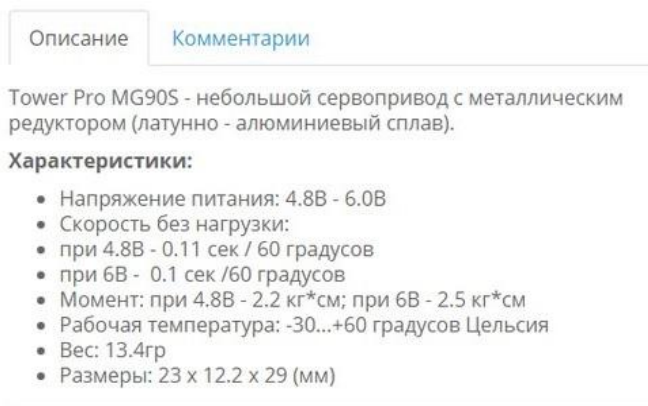 Описание Комментарии
Tower Pro MG90S - небольшой сервопривод с металлическим
редуктором (латунно - алюминиевый сплав).
Характеристики:
• Напряжение питания: 4.8В - 6.0В
• Скорость без нагрузки:
• при 4.8В - 0.11 сек / 60 градусов
• при 6В - 0.1 сек /60 градусов
• Момент: при 4.8В - 2.2 кг*см; при 6В - 2.5 кг*см
• Рабочая температура: -30...+60 градусов Цельсия
• Вес: 13.4гр
• Размеры: 23 x 12.2 x 29 (мм)